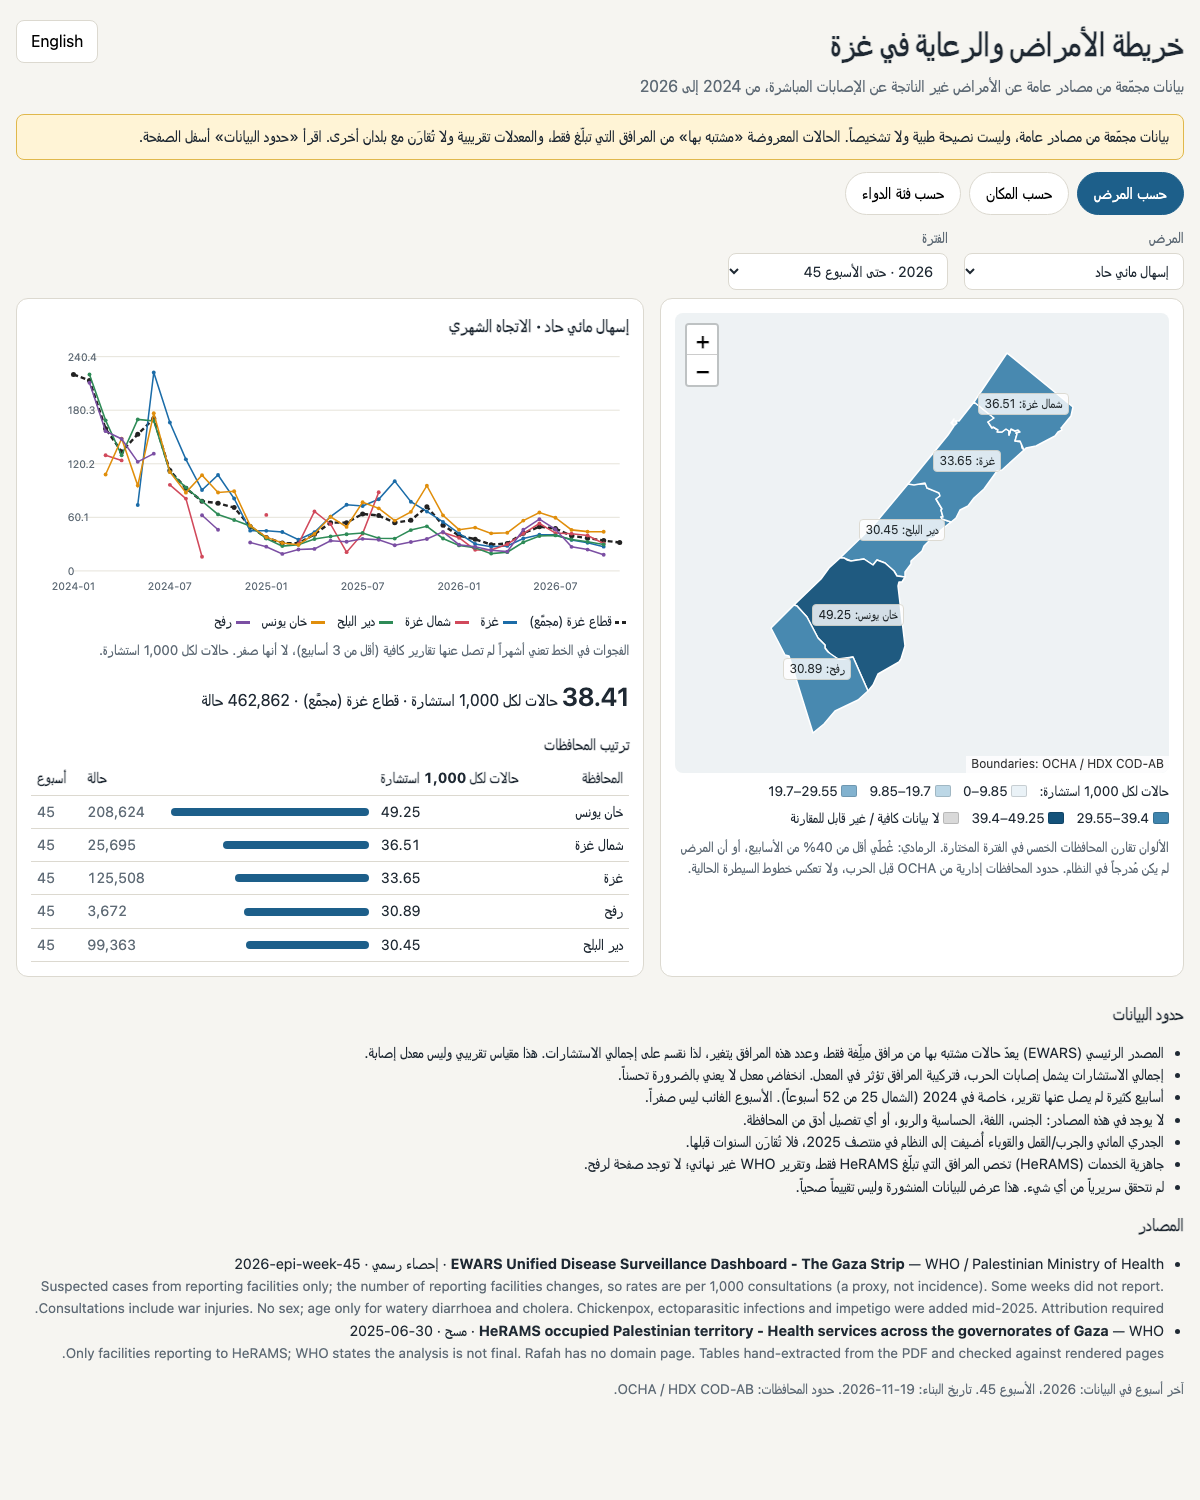 خريطة الأمراض والرعاية في غزة
English
بيانات مجمّعة من مصادر عامة عن الأمراض غير الناتجة عن الإصابات المباشرة، من 2024 إلى 2026
بيانات مجمّعة من مصادر عامة، وليست نصيحة طبية ولا تشخيصاً. الحالات المعروضة «مشتبه بها» من المرافق التي تبلّغ فقط، والمعدلات تقريبية ولا تُقارَن مع بلدان أخرى. اقرأ «حدود البيانات» أسفل الصفحة.
حسب المرض
حسب المكان
حسب فئة الدواء
المرض
الفترة
إسهال مائي حاد
2026 · حتى الأسبوع 45
+
−
شمال غزة: 36.51
غزة: 33.65
دير البلح: 30.45
خان يونس: 49.25
رفح: 30.89
Boundaries: OCHA / HDX COD-AB
حالات لكل 1,000 استشارة: 0–9.85 9.85–19.7 19.7–29.55
29.55–39.4 39.4–49.25 لا بيانات كافية / غير قابل للمقارنة
الألوان تقارن المحافظات الخمس في الفترة المختارة. الرمادي: غُطّي أقل من 40% من الأسابيع، أو أن المرض
لم يكن مُدرجاً في النظام. حدود المحافظات إدارية من OCHA قبل الحرب، ولا تعكس خطوط السيطرة الحالية.
إسهال مائي حاد · الاتجاه الشهري
240.4
180.3
120.2
60.1
0
2024-01 2024-07 2025-01 2025-07 2026-01 2026-07
قطاع غزة (مجمّع) غزة شمال غزة دير البلح خان يونس رفح
الفجوات في الخط تعني أشهراً لم تصل عنها تقارير كافية (أقل من 3 أسابيع)، لا أنها صفر. حالات لكل 1,000 استشارة.
38.41 حالات لكل 1,000 استشارة · قطاع غزة (مجمّع) · 462,862 حالة
ترتيب المحافظات
المحافظة حالات لكل 1,000 استشارة حالة أسبوع
خان يونس 49.25 208,624 45
شمال غزة 36.51 25,695 45
غزة 33.65 125,508 45
رفح 30.89 3,672 45
دير البلح 30.45 99,363 45
حدود البيانات
المصدر الرئيسي (EWARS) يعدّ حالات مشتبه بها من مرافق مبلِّغة فقط، وعدد هذه المرافق يتغير، لذا نقسم على إجمالي الاستشارات. هذا مقياس تقريبي وليس معدل إصابة.
إجمالي الاستشارات يشمل إصابات الحرب، فتركيبة المرافق تؤثر في المعدل. انخفاض معدل لا يعني بالضرورة تحسناً.
أسابيع كثيرة لم يصل عنها تقرير، خاصة في 2024 (الشمال 25 من 52 أسبوعاً). الأسبوع الغائب ليس صفراً.
لا يوجد في هذه المصادر: الجنس، اللغة، الحساسية والربو، أو أي تفصيل أدق من المحافظة.
الجدري المائي والجرب/القمل والقوباء أُضيفت إلى النظام في منتصف 2025، فلا تُقارَن السنوات قبلها.
جاهزية الخدمات (HeRAMS) تخص المرافق التي تبلّغ HeRAMS فقط، وتقرير WHO غير نهائي؛ لا توجد صفحة لرفح.
لم نتحقق سريرياً من أي شيء. هذا عرض للبيانات المنشورة وليس تقييماً صحياً.
المصادر
EWARS Unified Disease Surveillance Dashboard - The Gaza Strip — WHO / Palestinian Ministry of Health · إحصاء رسمي · 2026-epi-week-45
Suspected cases from reporting facilities only; the number of reporting facilities changes, so rates are per 1,000 consultations (a proxy, not incidence). Some weeks did not report.
Consultations include war injuries. No sex; age only for watery diarrhoea and cholera. Chickenpox, ectoparasitic infections and impetigo were added mid-2025. Attribution required.
HeRAMS occupied Palestinian territory - Health services across the governorates of Gaza — WHO · مسح · 2025-06-30
Only facilities reporting to HeRAMS; WHO states the analysis is not final. Rafah has no domain page. Tables hand-extracted from the PDF and checked against rendered pages.
آخر أسبوع في البيانات: 2026، الأسبوع 45. تاريخ البناء: 19-11-2026. حدود المحافظات: OCHA / HDX COD-AB.